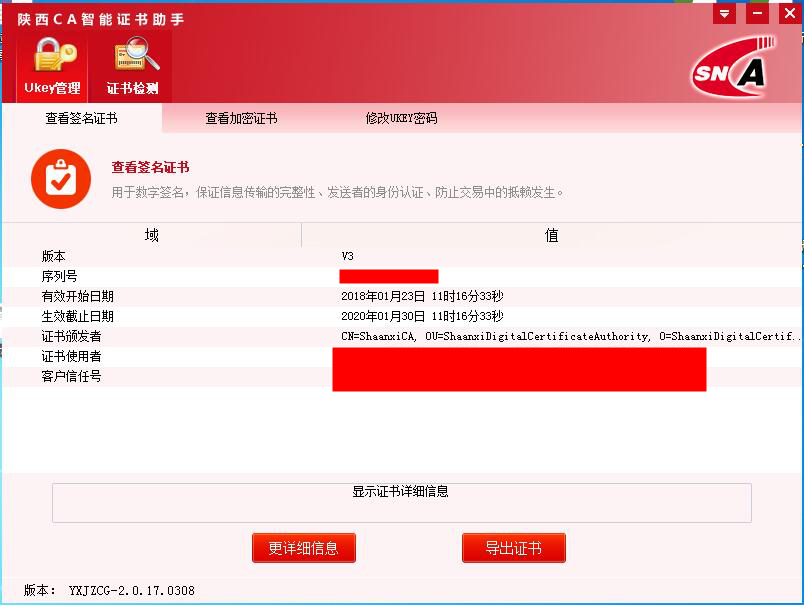 陕西CA智能证书助手
Ukey管理 证书检测
SNCA
查看签名证书 查看加密证书 修改UKEY密码
查看签名证书
用于数字签名，保证信息传输的完整性、发送者的身份认证、防止交易中的抵赖发生。
域 值
版本 V3
序列号
有效开始日期 2018年01月23日 11时16分33秒
生效截止日期 2020年01月30日 11时16分33秒
证书颁发者 CN=ShaanxiCA, OU=ShaanxiDigitalCertificateAuthority, O=ShaanxiDigitalCertif..
证书使用者
客户信任号
显示证书详细信息
更详细信息 导出证书
版本： YXJZCG-2.0.17.0308